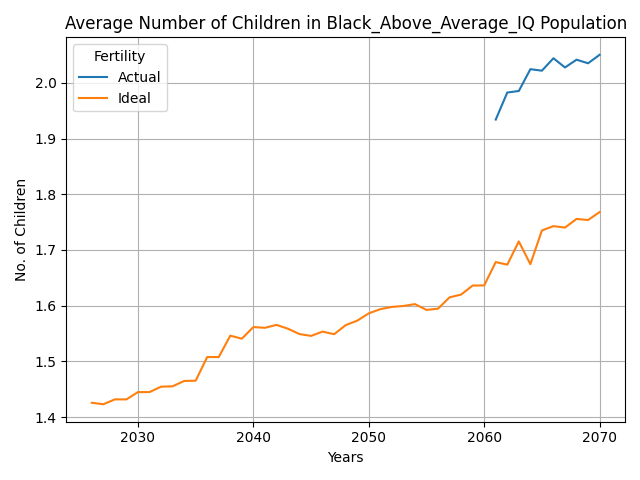 Average Number of Children in Black_Above_Average_IQ Population
Fertility
Actual
Ideal
2.0
1.9
1.8
1.7
1.6
1.5
1.4
No. of Children
2030 2040 2050 2060 2070
Years